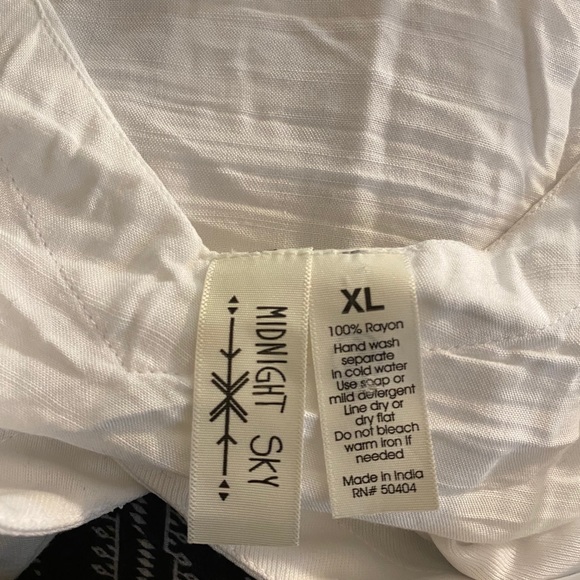 MIDNIGHT SKY
XL
100% Rayon
Hand wash
separate
in cold water
Use soap or
mild detergent
Line dry or
dry flat
Do not bleach
warm Iron if
needed
Made in India
RN# 50404